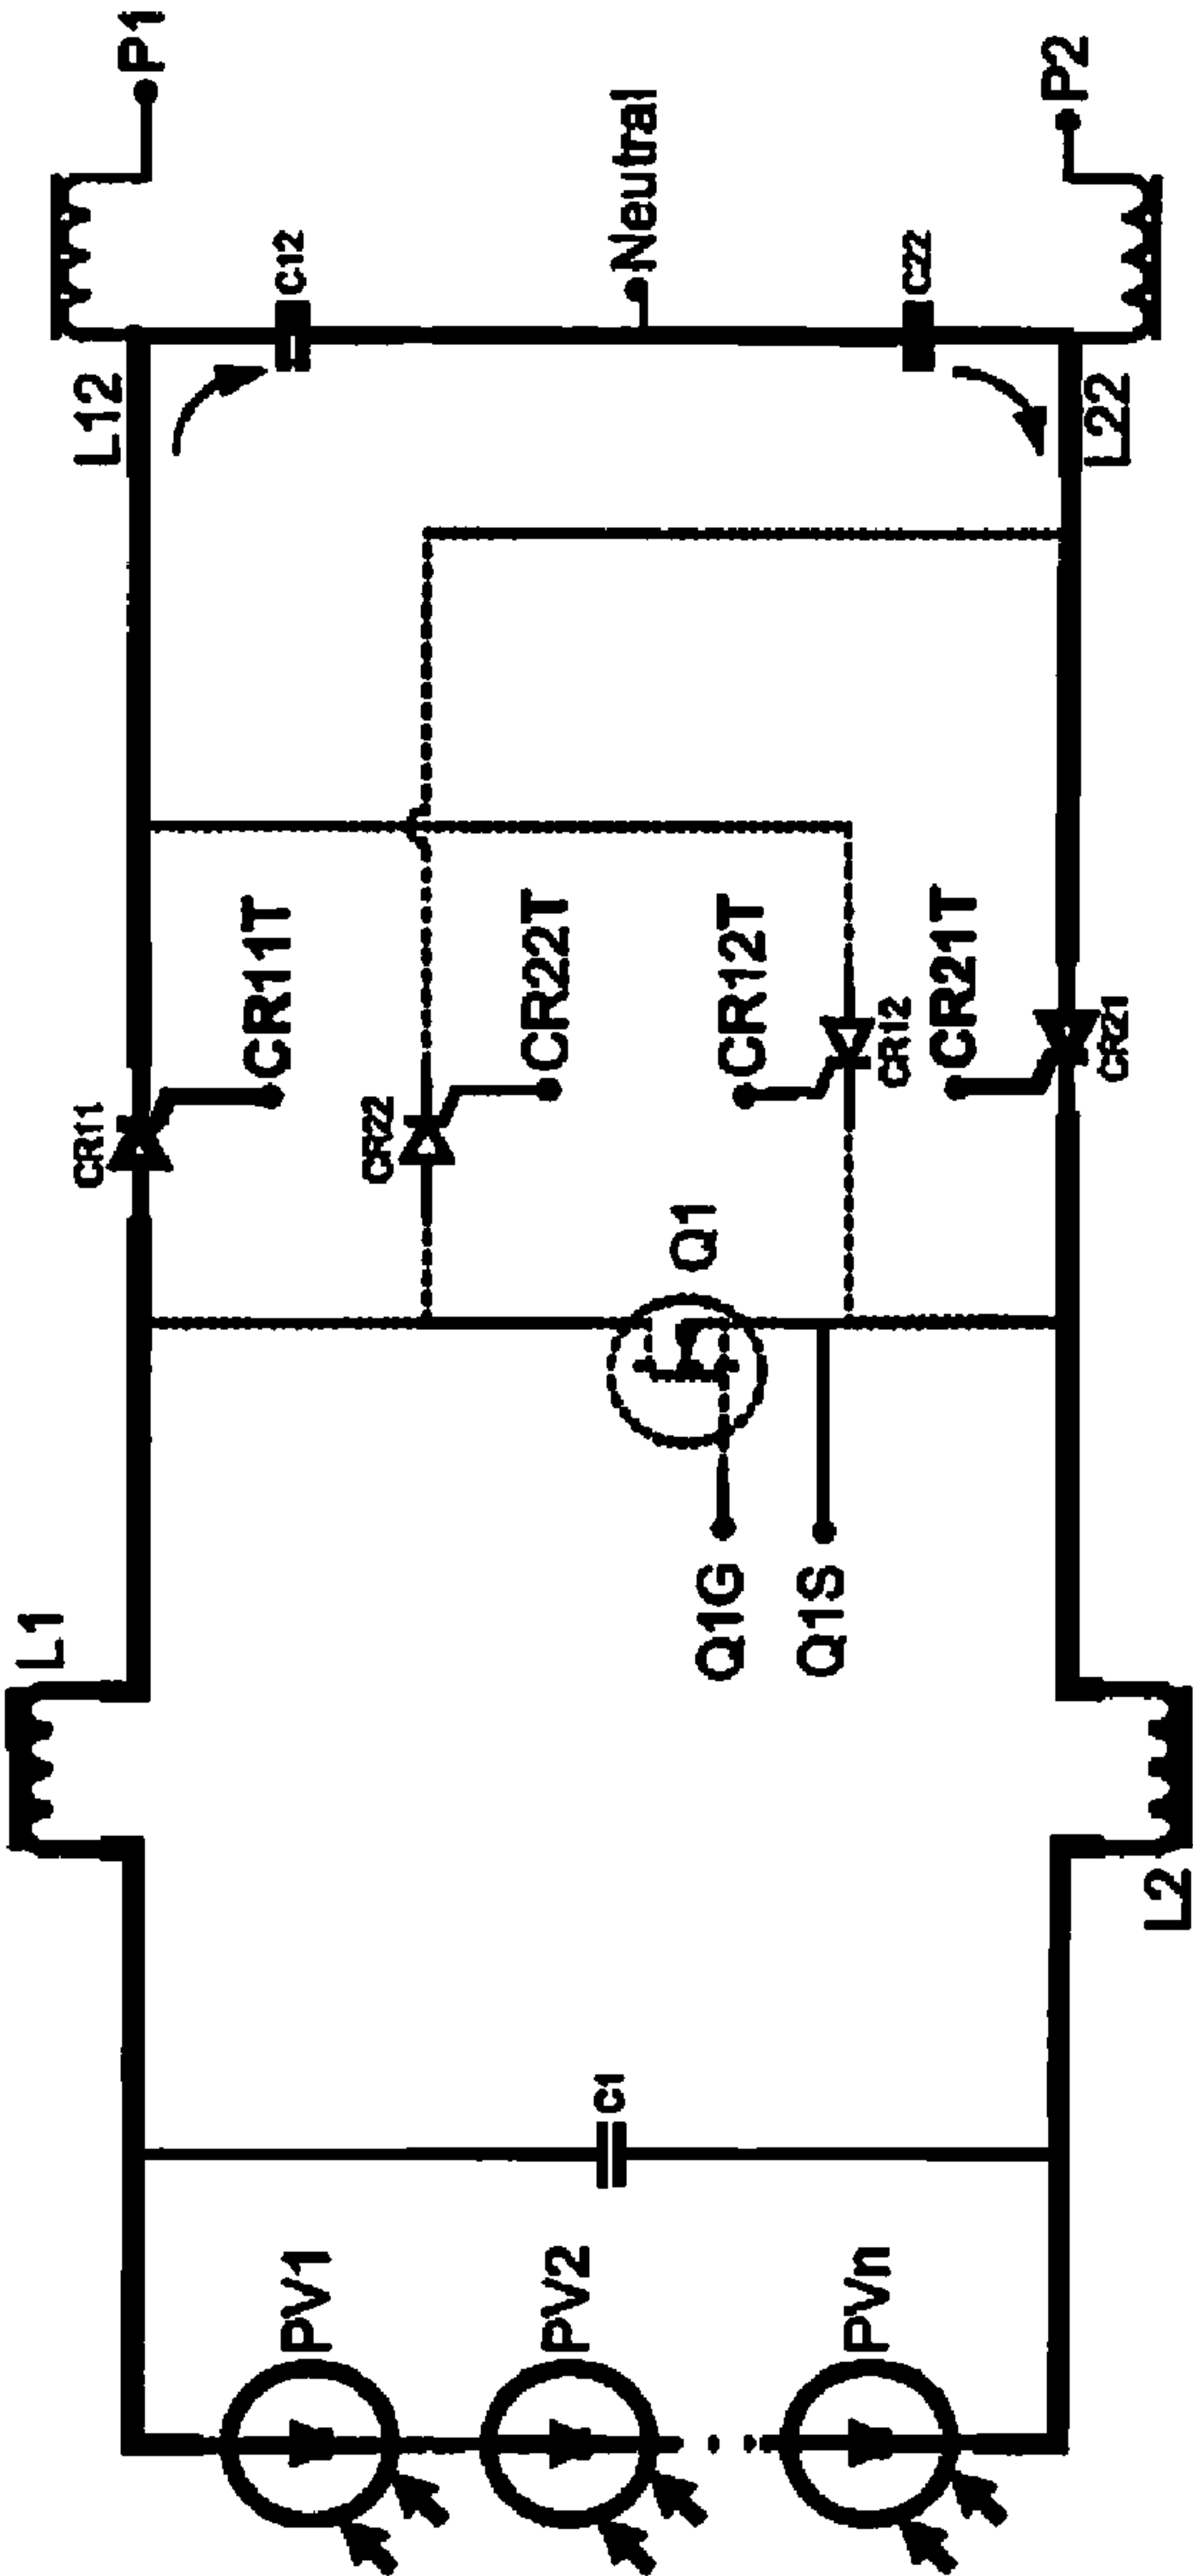 P1
P2
Neutral
C12
C22
L12
L22
CR11T
CR22T
CR12T
CR21T
CR11
CR22
CR12
CR21
Q1
Q1G
Q1S
L1
L2
C1
PV1
PV2
PVn